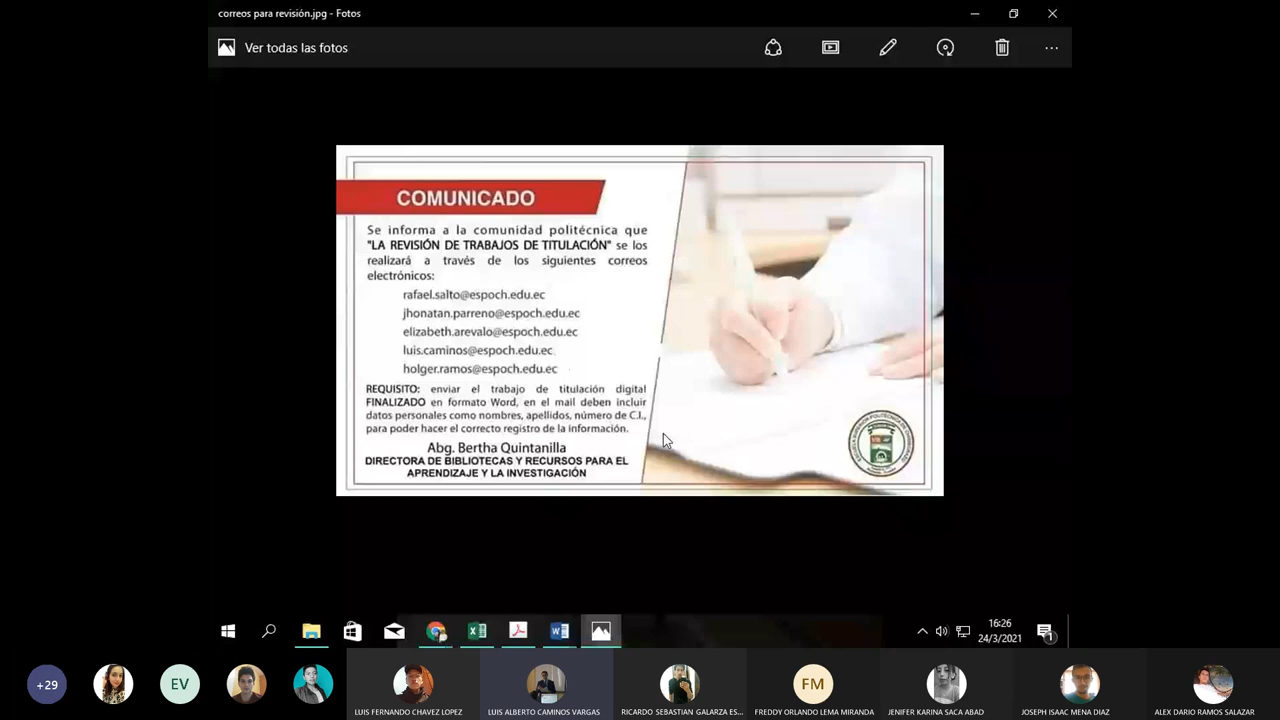 correos para revisión.jpg - Fotos
Ver todas las fotos
COMUNICADO
Se informa a la comunidad politécnica que
"LA REVISIÓN DE TRABAJOS DE TITULACIÓN" se los
realizará a través de los siguientes correos
electrónicos:
rafael.salto@espoch.edu.ec
jhonatan.parreno@espoch.edu.ec
elizabeth.arevalo@espoch.edu.ec
luis.caminos@espoch.edu.ec
holger.ramos@espoch.edu.ec
REQUISITO: enviar el trabajo de titulación digital
FINALIZADO en formato Word, en el mail deben incluir
datos personales como nombres, apellidos, número de C.I.,
para poder hacer el correcto registro de la información.
Abg. Bertha Quintanilla
DIRECTORA DE BIBLIOTECAS Y RECURSOS PARA EL
APRENDIZAJE Y LA INVESTIGACIÓN
16:26
24/3/2021
1
+29
EV
FM
LUIS FERNANDO CHAVEZ LOPEZ
LUIS ALBERTO CAMINOS VARGAS
RICARDO SEBASTIAN GALARZA ES...
FREDDY ORLANDO LEMA MIRANDA
JENIFER KARINA SACA ABAD
JOSEPH ISAAC MENA DIAZ
ALEX DARIO RAMOS SALAZAR